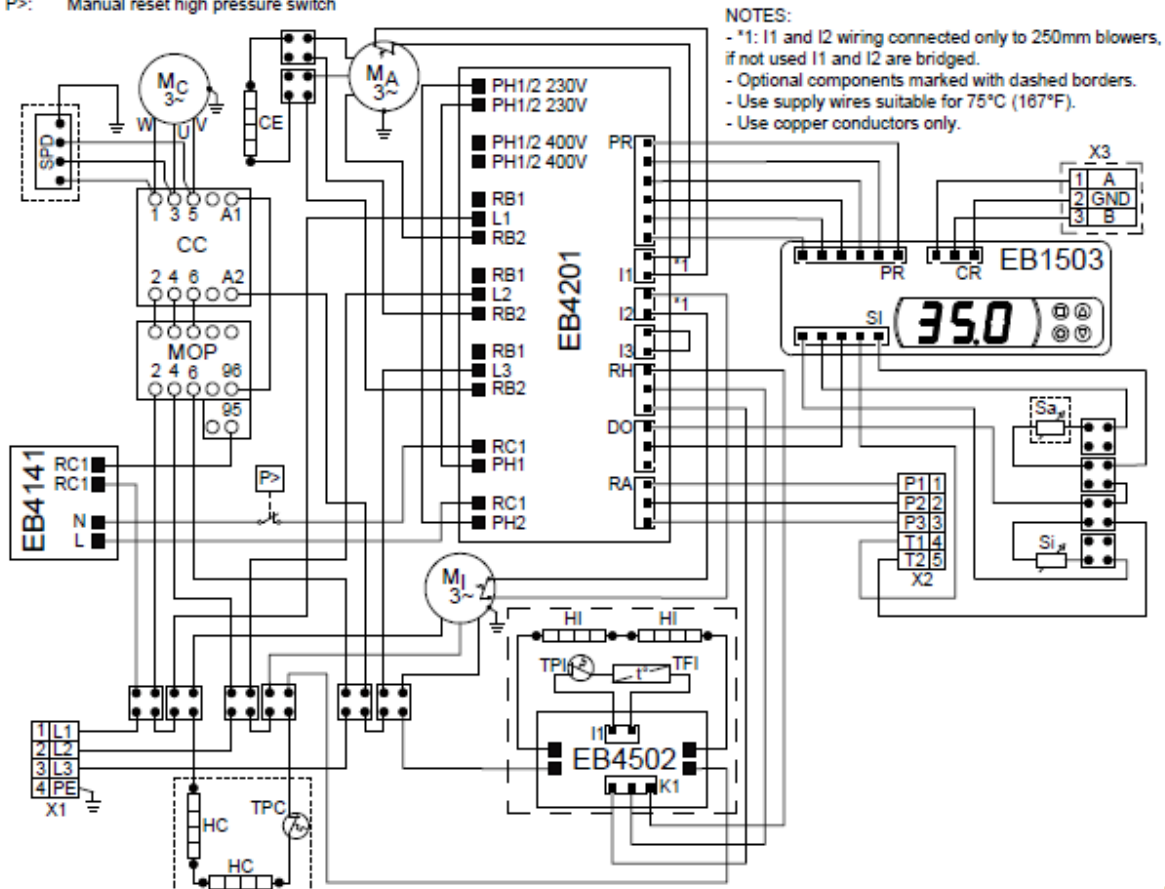 P>: Manual reset high pressure switch
NOTES:
- *1: I1 and I2 wiring connected only to 250mm blowers,
if not used I1 and I2 are bridged.
- Optional components marked with dashed borders.
- Use supply wires suitable for 75°C (167°F).
- Use copper conductors only.
MC
3~
W
U
V
SPD
CE
MA
3~
1 3 5 A1
CC
2 4 6 A2
MOP
2 4 6 96
95
EB4141
RC1
RC1
N
L
P>
EB4201
PH1/2 230V
PH1/2 230V
PH1/2 400V
PH1/2 400V
RB1
L1
RB2
RB1
L2
RB2
RB1
L3
RB2
RC1
PH1
RC1
PH2
PR
I1
*1
I2
*1
I3
RH
DO
RA
X3
1 A
2 GND
3 B
EB1503
PR
CR
SI
35.0
Sa
Si
P1 1
P2 2
P3 3
T1 4
T2 5
X2
MI
3~
HI
HI
TPI
t°
TFI
I1
EB4502
K1
1 L1
2 L2
3 L3
4 PE
X1
HC
TPC
HC